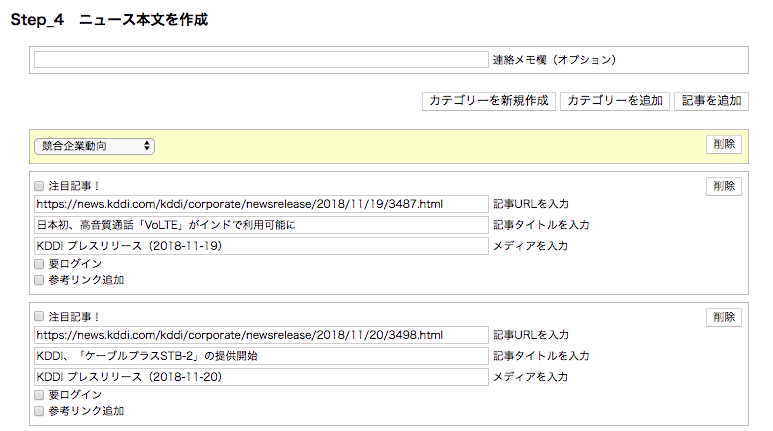 Step_4　ニュース本文を作成
連絡メモ欄（オプション）
カテゴリーを新規作成 カテゴリーを追加 記事を追加
競合企業動向 削除
注目記事！ 削除
https://news.kddi.com/kddi/corporate/newsrelease/2018/11/19/3487.html 記事URLを入力
日本初、高音質通話「VoLTE」がインドで利用可能に 記事タイトルを入力
KDDI プレスリリース（2018-11-19） メディアを入力
要ログイン
参考リンク追加
注目記事！ 削除
https://news.kddi.com/kddi/corporate/newsrelease/2018/11/20/3498.html 記事URLを入力
KDDI、「ケーブルプラスSTB-2」の提供開始 記事タイトルを入力
KDDI プレスリリース（2018-11-20） メディアを入力
要ログイン
参考リンク追加